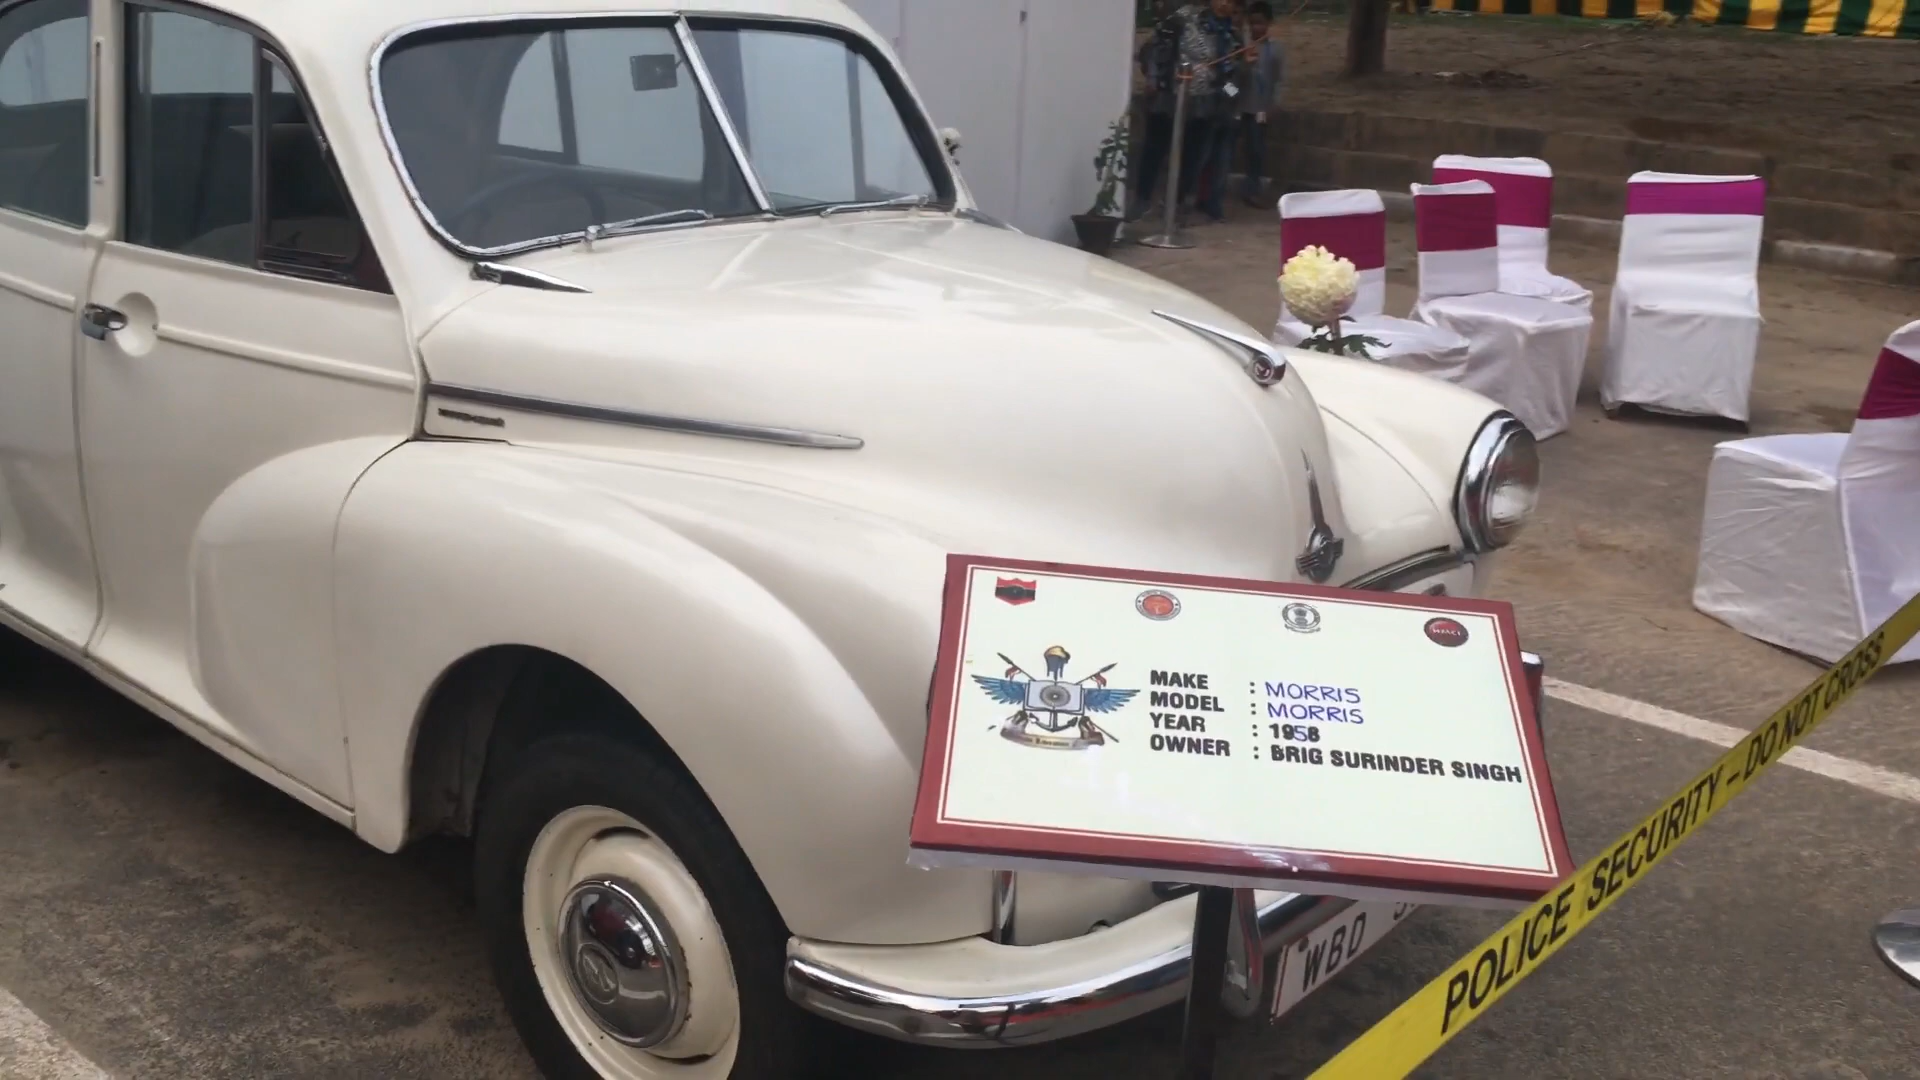 MAKE : MORRIS
MODEL : MORRIS
YEAR : 1958
OWNER : BRIG SURINDER SINGH
WBD
POLICE SECURITY – DO NOT CROSS